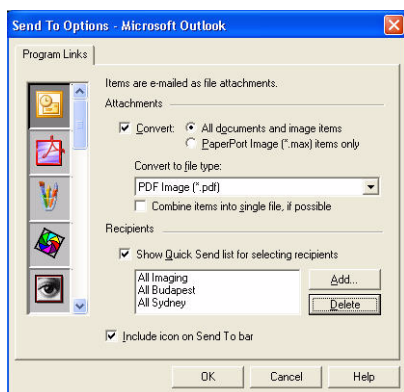 Send To Options - Microsoft Outlook
Program Links
Items are e-mailed as file attachments.
Attachments
Convert: All documents and image items
PaperPort Image (*.max) items only
Convert to file type:
PDF Image (*.pdf)
Combine items into single file, if possible
Recipients
Show Quick Send list for selecting recipients
All Imaging
All Budapest
All Sydney
Add...
Delete
Include icon on Send To bar
OK Cancel Help